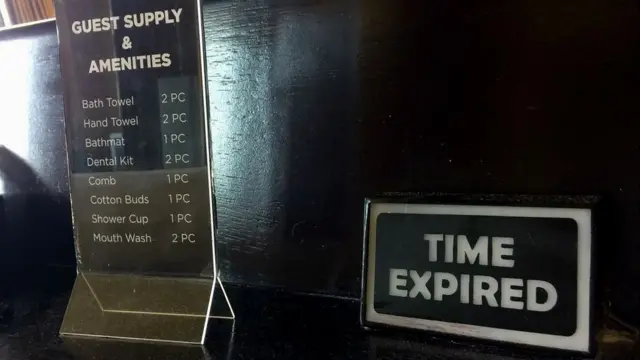 GUEST SUPPLY
&
AMENITIES
Bath Towel 2 PC
Hand Towel 2 PC
Bathmat 1 PC
Dental Kit 2 PC
Comb 1 PC
Cotton Buds 1 PC
Shower Cup 1 PC
Mouth Wash 2 PC
TIME
EXPIRED